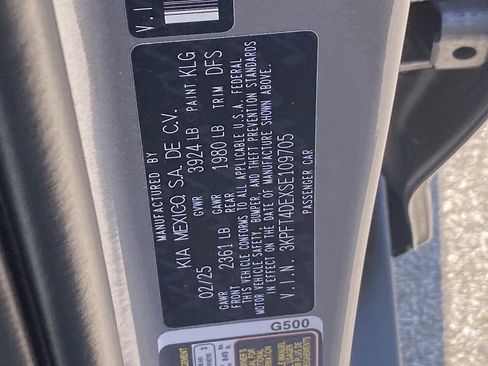 V.I.
MANUFACTURED BY
KIA MEXICO, S.A. DE C.V.
02/25 GVWR 3924 LB PAINT KLG
GAWR FRONT 2361 LB GAWR REAR 1980 LB TRIM DFS
THIS VEHICLE CONFORMS TO ALL APPLICABLE U.S.A. FEDERAL
MOTOR VEHICLE SAFETY, BUMPER, AND THEFT PREVENTION STANDARDS
IN EFFECT ON THE DATE OF MANUFACTURE SHOWN ABOVE.
V.I.N. 3KPFT4DEXSE109705
PASSENGER CAR
G500